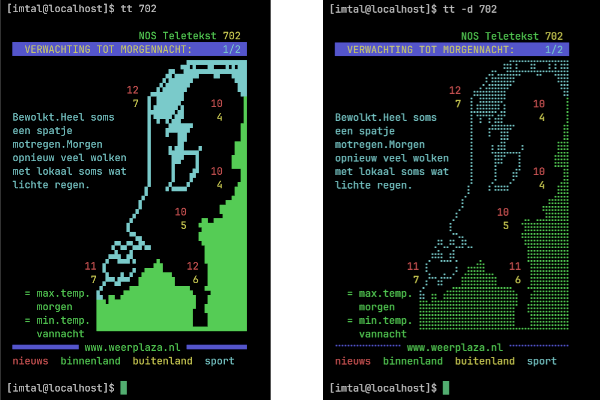 [imtal@localhost]$ tt 702
NOS Teletekst 702
VERWACHTING TOT MORGENNACHT: 1/2
12
7
10
4
Bewolkt.Heel soms
een spatje
motregen.Morgen
opnieuw veel wolken
met lokaal soms wat
lichte regen.
10
4
10
5
11
7
12
6
= max.temp.
morgen
= min.temp.
vannacht
www.weerplaza.nl
nieuws binnenland buitenland sport
[imtal@localhost]$
[imtal@localhost]$ tt -d 702
NOS Teletekst 702
VERWACHTING TOT MORGENNACHT: 1/2
12
7
10
4
Bewolkt.Heel soms
een spatje
motregen.Morgen
opnieuw veel wolken
met lokaal soms wat
lichte regen.
10
4
10
5
11
7
11
6
= max.temp.
morgen
= min.temp.
vannacht
www.weerplaza.nl
nieuws binnenland buitenland sport
[imtal@localhost]$